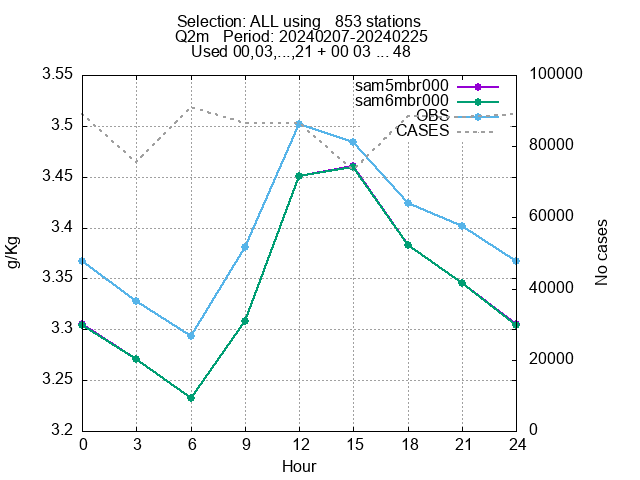 Selection: ALL using   853 stations
Q2m   Period: 20240207-20240225
Used 00,03,...,21 + 00 03 ... 48
sam5mbr000
sam6mbr000
OBS
CASES
3.55
3.5
3.45
3.4
3.35
3.3
3.25
3.2
100000
80000
60000
40000
20000
0
g/Kg
No cases
0 3 6 9 12 15 18 21 24
Hour